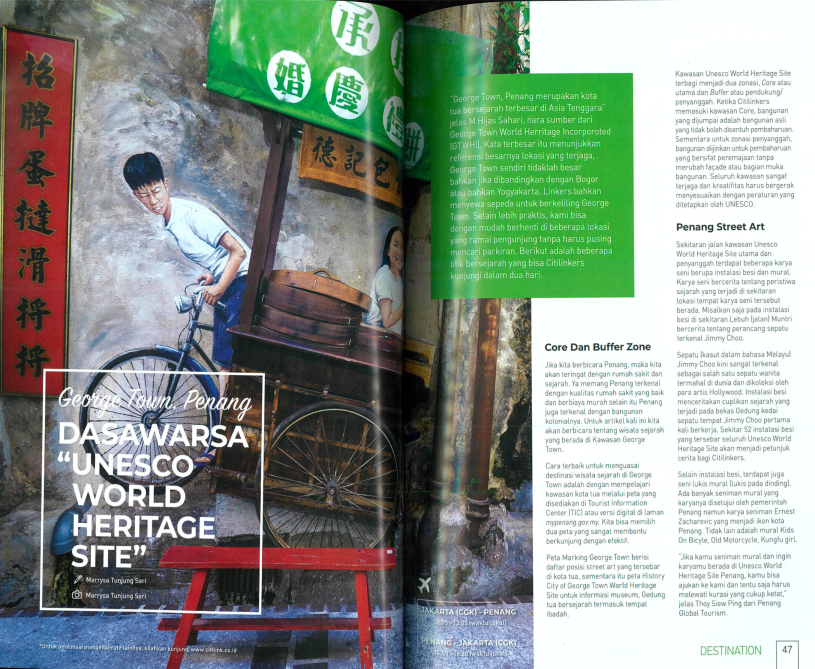 招牌蛋撻滑捋捋
承
婚慶禮餅
德記包
George Town, Penang
DASAWARSA
"UNESCO
WORLD
HERITAGE
SITE"
Marrysa Tunjung Sari
Marrysa Tunjung Sari
*Untuk informasi mengenai rute lainnya, silahkan kunjungi www.citilink.co.id
"George Town, Penang merupakan kota
tua bersejarah terbesar di Asia Tenggara"
jelas M Hijas Sahari, nara sumber dari
George Town World Herritage Incorporoted
(GTWHI). Kata terbesar itu menunjukkan
referensi besarnya lokasi yang terjaga,
George Town sendiri tidaklah besar
bahkan jika dibandingkan dengan Bogor
atau bahkan Yogyakarta. Linkers bahkan
menyewa sepeda untuk berkeliling George
Town. Selain lebih praktis, kami bisa
dengan mudah berhenti di beberapa lokasi
yang ramai pengunjung tanpa harus pusing
mencari parkiran. Berikut adalah beberapa
titik bersejarah yang bisa Citilinkers
kunjungi dalam dua hari.
JAKARTA (CGK) - PENANG
(waktu lokal)
PENANG - JAKARTA (CGK)
(waktu lokal)
Core Dan Buffer Zone
Jika kita berbicara Penang, maka kita
akan teringat dengan rumah sakit dan
sejarah. Ya memang Penang terkenal
dengan kualitas rumah sakit yang baik
dan berbiaya murah selain itu Penang
juga terkenal dengan bangunan
kolonialnya. Untuk artikel kali ini kita
akan berbicara tentang wisata sejarah
yang berada di Kawasan George
Town.
Cara terbaik untuk menguasai
destinasi wisata sejarah di George
Town adalah dengan mempelajari
kawasan kota tua melalui peta yang
disediakan di Tourist Information
Center (TIC) atau versi digital di laman
mypenang.gov.my. Kita bisa memilih
dua peta yang sangat membantu
berkunjung dengan efektif.
Peta Marking George Town berisi
daftar posisi street art yang tersebar
di kota tua, sementara itu peta History
City of George Town World Heritage
Site untuk informasi museum, Gedung
tua bersejarah termasuk tempat
ibadah.
Kawasan Unesco World Heritage Site
terbagi menjadi dua zonasi, Core atau
utama dan Buffer atau pendukung/
penyanggah. Ketika Citilinkers
memasuki kawasan Core, bangunan
yang dijumpai adalah bangunan asli
yang tidak boleh disentuh pembaharuan.
Sementara untuk zonasi penyanggah,
bangunan diijinkan untuk pembaharuan
yang bersifat peremajaan tanpa
merubah façade atau bagian muka
bangunan. Seluruh kawasan sangat
terjaga dan kreatifitas harus bergerak
menyesuaikan dengan peraturan yang
ditetapkan oleh UNESCO.
Penang Street Art
Sekitaran jalan kawasan Unesco
World Heritage Site utama dan
penyanggah terdapat beberapa karya
seni berupa instalasi besi dan mural.
Karya seni bercerita tentang peristiwa
sejarah yang terjadi di sekitaran
lokasi tempat karya seni tersebut
berada. Misalkan saja pada instalasi
besi di sekitaran Lebuh (jalan) Muntri
bercerita tentang perancang sepatu
terkenal Jimmy Choo.
Sepatu (kasut dalam bahasa Melayu)
Jimmy Choo kini sangat terkenal
sebagai salah satu sepatu wanita
termahal di dunia dan dikoleksi oleh
para artis Hollywood. Instalasi besi
menceritakan cuplikan sejarah yang
terjadi pada bekas Gedung kedai
sepatu tempat Jimmy Choo pertama
kali berkerja. Sekitar 52 instalasi besi
yang tersebar seluruh Unesco World
Heritage Site akan menjadi petunjuk
cerita bagi Citilinkers.
Selain instalasi besi, terdapat juga
seni lukis mural (lukis pada dinding).
Ada banyak seniman mural yang
karyanya disetujui oleh pemerintah
Penang namun karya seniman Ernest
Zacharevic yang menjadi ikon kota
Penang. Tidak lain adalah mural Kids
On Bicyle, Old Motorcycle, Kungfu girl.
"Jika kamu seniman mural dan ingin
karyamu berada di Unesco World
Heritage Site Penang, kamu bisa
ajukan ke kami dan tentu saja harus
melewati kurasi yang cukup ketat,"
jelas Thoy Siew Ping dari Penang
Global Tourism.
DESTINATION 47